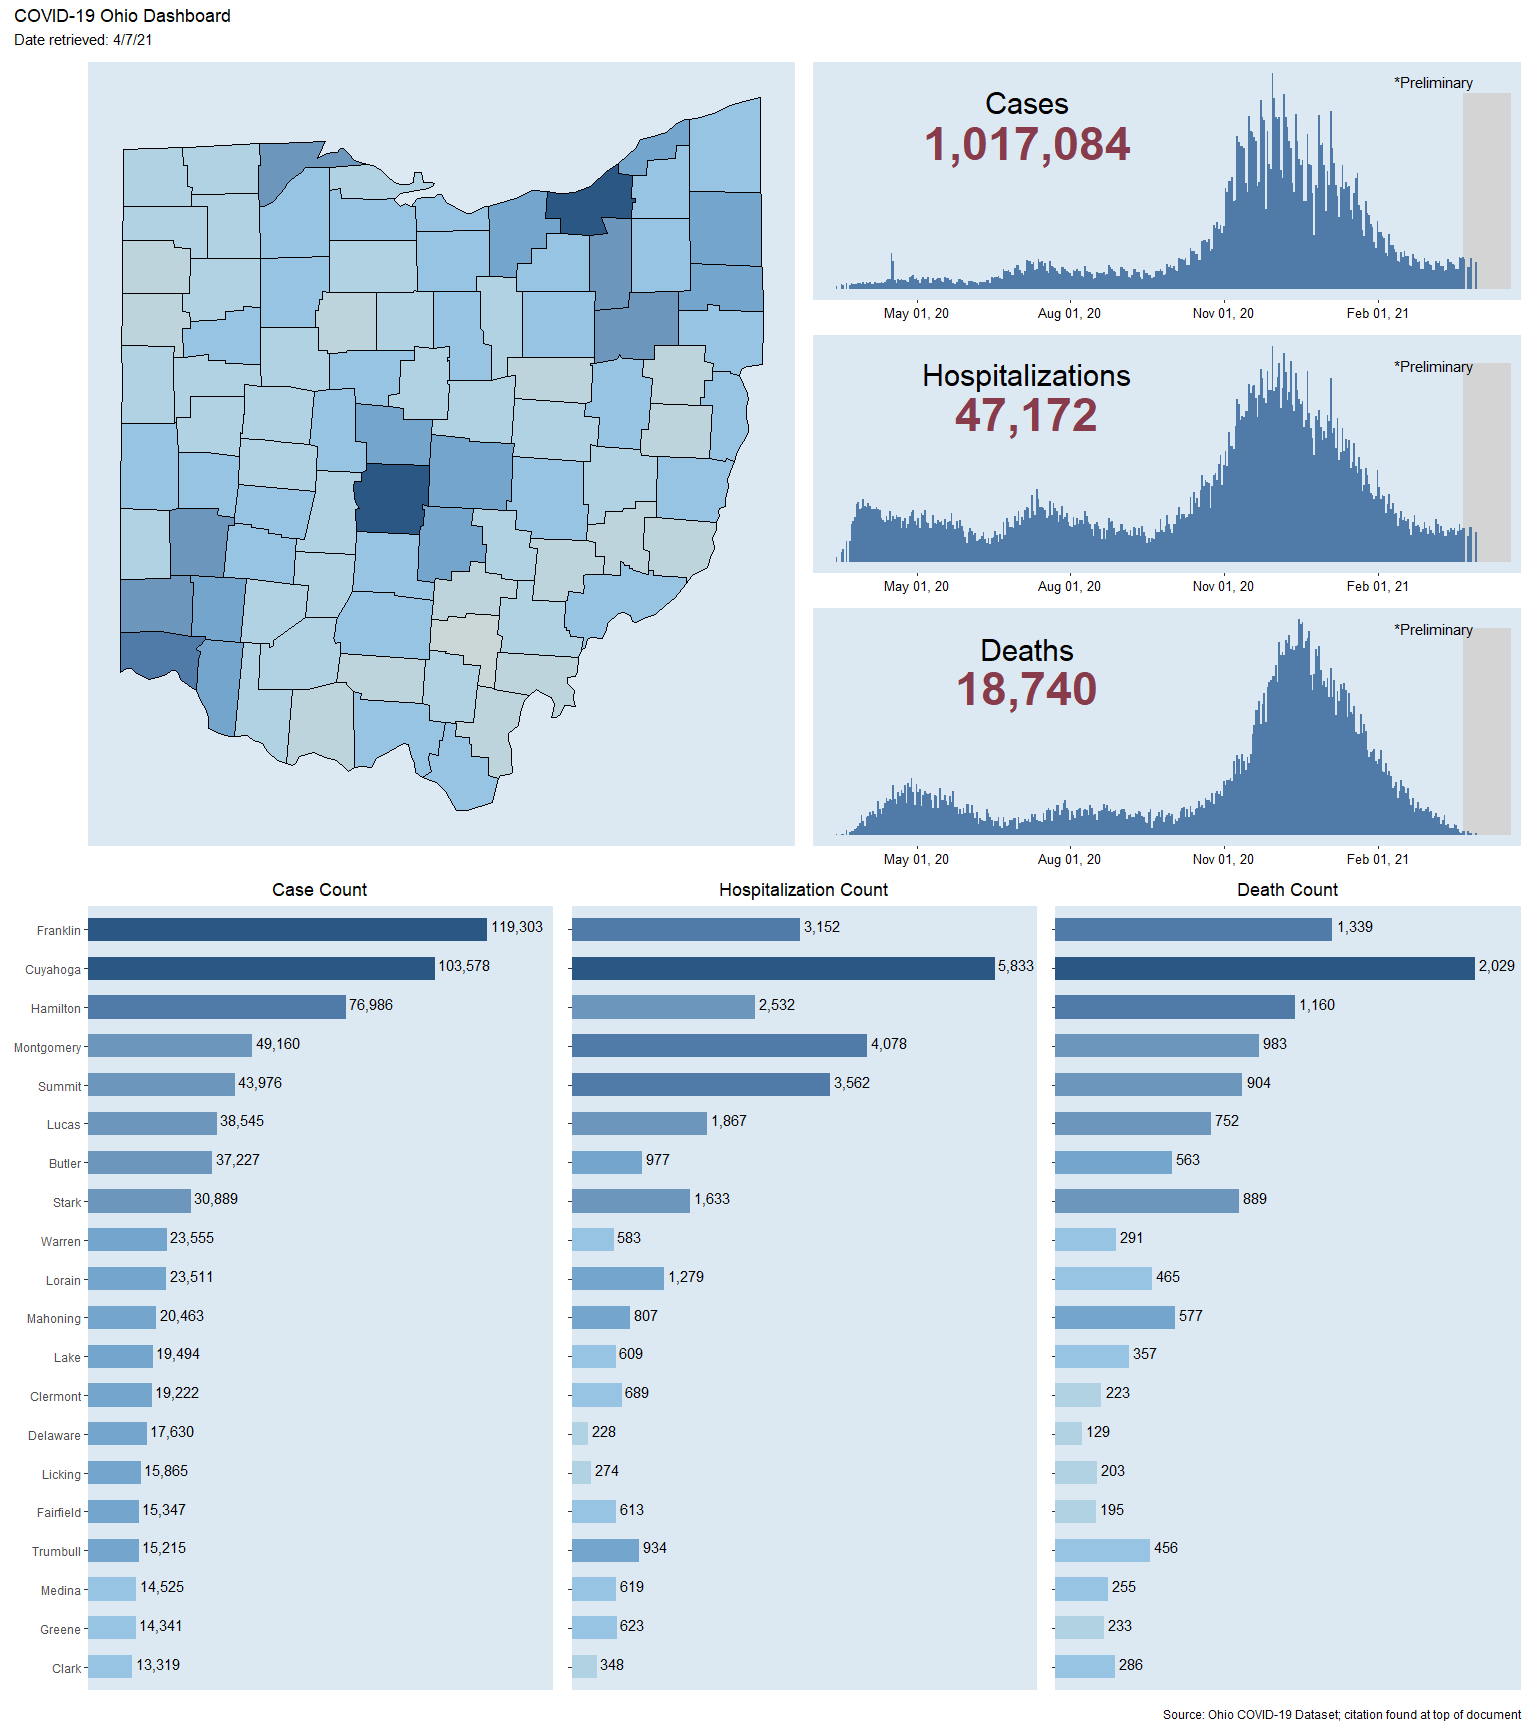 COVID-19 Ohio Dashboard
Date retrieved: 4/7/21
Cases
1,017,084
*Preliminary
May 01, 20 Aug 01, 20 Nov 01, 20 Feb 01, 21
Hospitalizations
47,172
*Preliminary
May 01, 20 Aug 01, 20 Nov 01, 20 Feb 01, 21
Deaths
18,740
*Preliminary
May 01, 20 Aug 01, 20 Nov 01, 20 Feb 01, 21
Case Count Hospitalization Count Death Count
Franklin 119,303 3,152 1,339
Cuyahoga 103,578 5,833 2,029
Hamilton 76,986 2,532 1,160
Montgomery 49,160 4,078 983
Summit 43,976 3,562 904
Lucas 38,545 1,867 752
Butler 37,227 977 563
Stark 30,889 1,633 889
Warren 23,555 583 291
Lorain 23,511 1,279 465
Mahoning 20,463 807 577
Lake 19,494 609 357
Clermont 19,222 689 223
Delaware 17,630 228 129
Licking 15,865 274 203
Fairfield 15,347 613 195
Trumbull 15,215 934 456
Medina 14,525 619 255
Greene 14,341 623 233
Clark 13,319 348 286
Source: Ohio COVID-19 Dataset; citation found at top of document